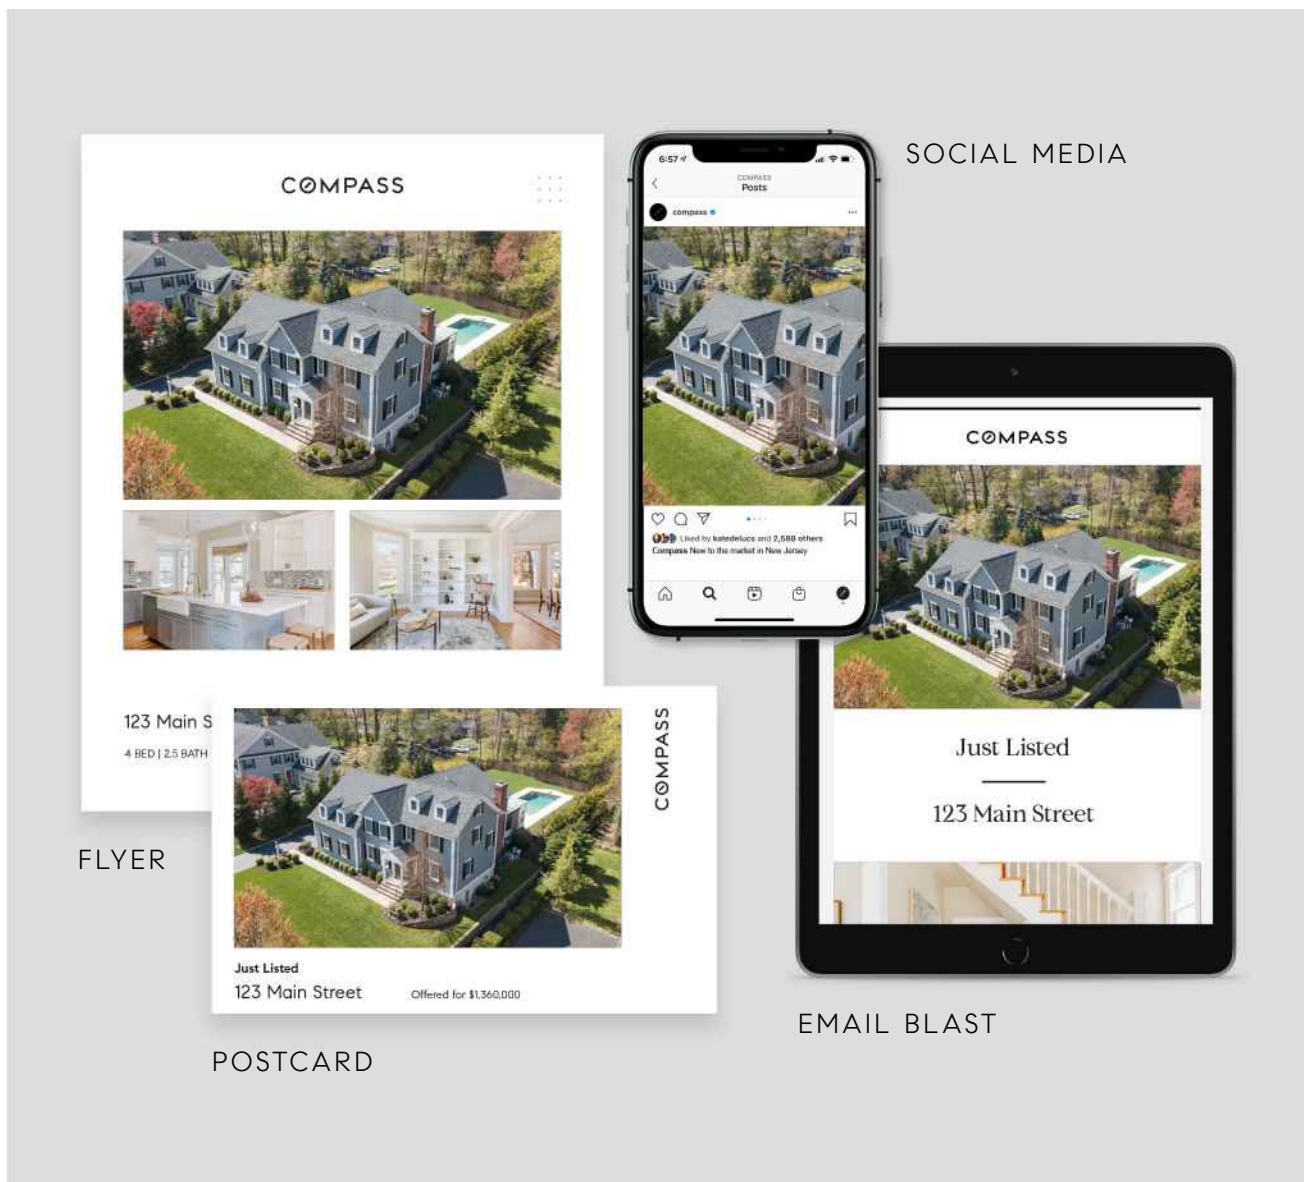 COMPASS
123 Main S
4 BED | 2.5 BATH
FLYER
COMPASS
Just Listed
123 Main Street
Offered for $1,360,000
POSTCARD
6:57
COMPASS
Posts
compass
Liked by katedelucs and 2,588 others
Compass New to the market in New Jersey
SOCIAL MEDIA
COMPASS
Just Listed
123 Main Street
EMAIL BLAST